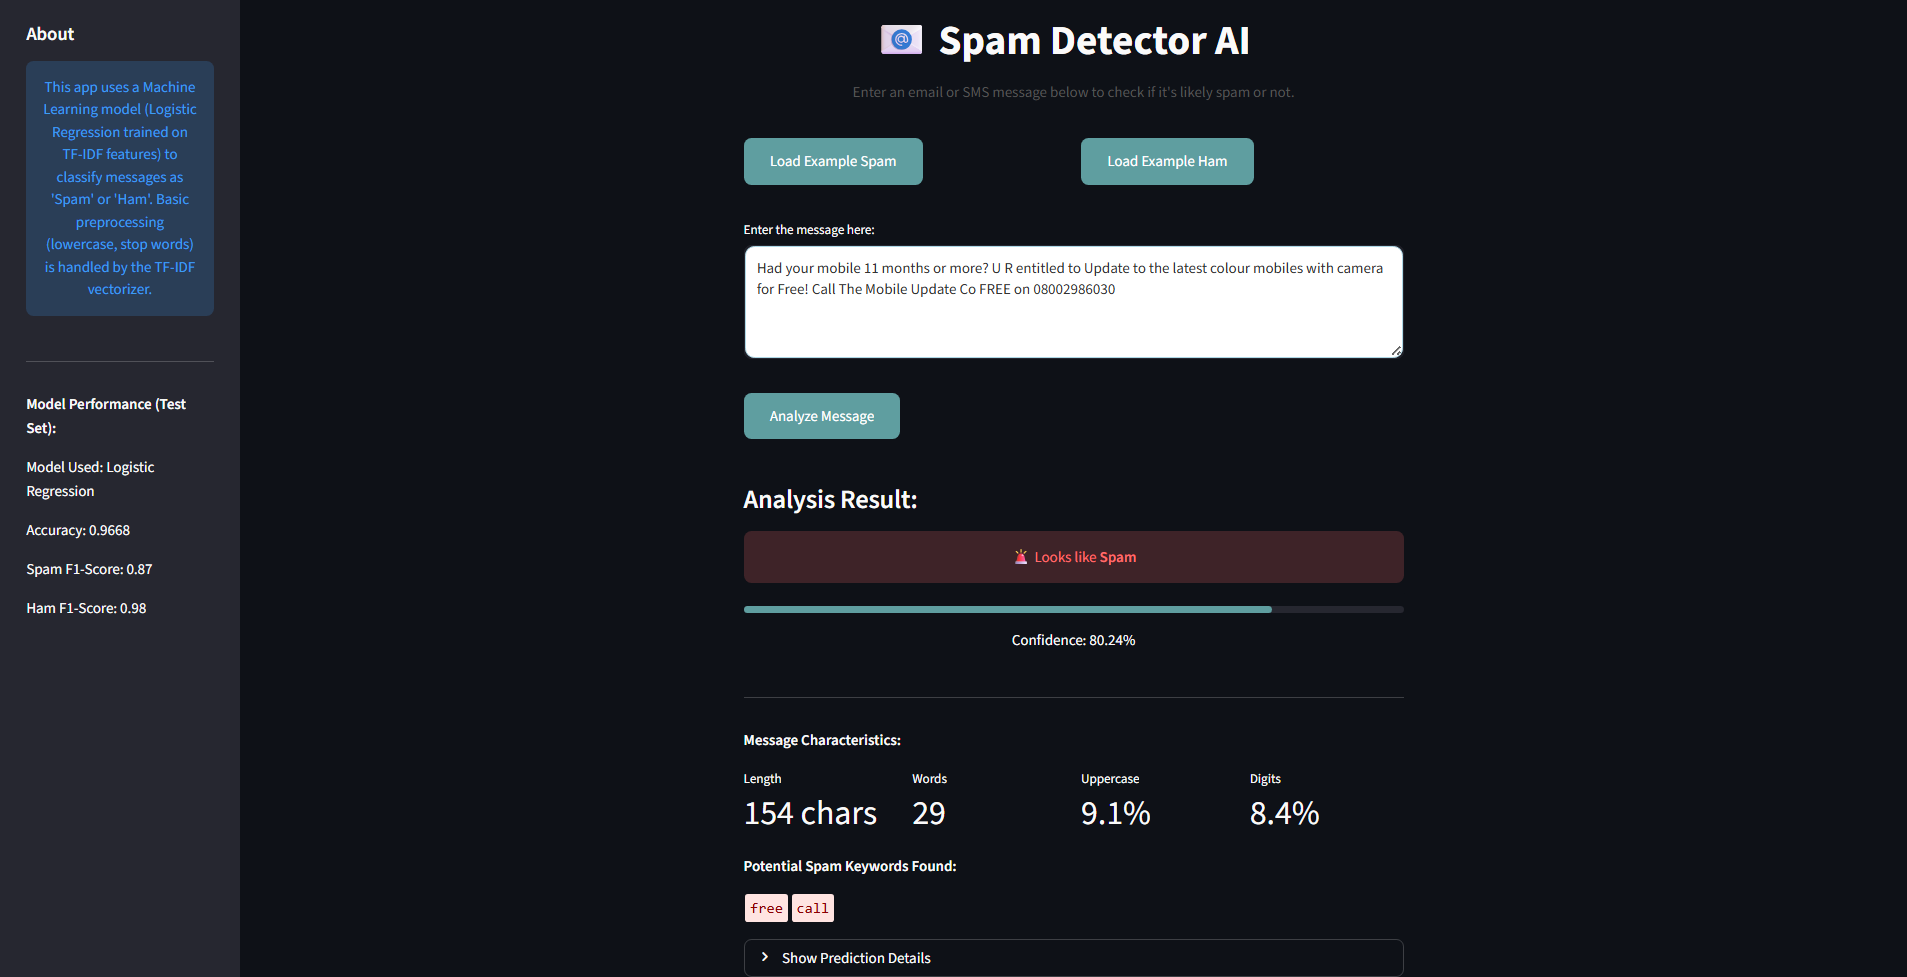 About
This app uses a Machine
Learning model (Logistic
Regression trained on
TF-IDF features) to
classify messages as
'Spam' or 'Ham'. Basic
preprocessing
(lowercase, stop words)
is handled by the TF-IDF
vectorizer.
Model Performance (Test
Set):
Model Used: Logistic
Regression
Accuracy: 0.9668
Spam F1-Score: 0.87
Ham F1-Score: 0.98
Spam Detector AI
Enter an email or SMS message below to check if it's likely spam or not.
Load Example Spam
Load Example Ham
Enter the message here:
Had your mobile 11 months or more? U R entitled to Update to the latest colour mobiles with camera
for Free! Call The Mobile Update Co FREE on 08002986030
Analyze Message
Analysis Result:
Looks like Spam
Confidence: 80.24%
Message Characteristics:
Length Words Uppercase Digits
154 chars 29 9.1% 8.4%
Potential Spam Keywords Found:
free call
Show Prediction Details